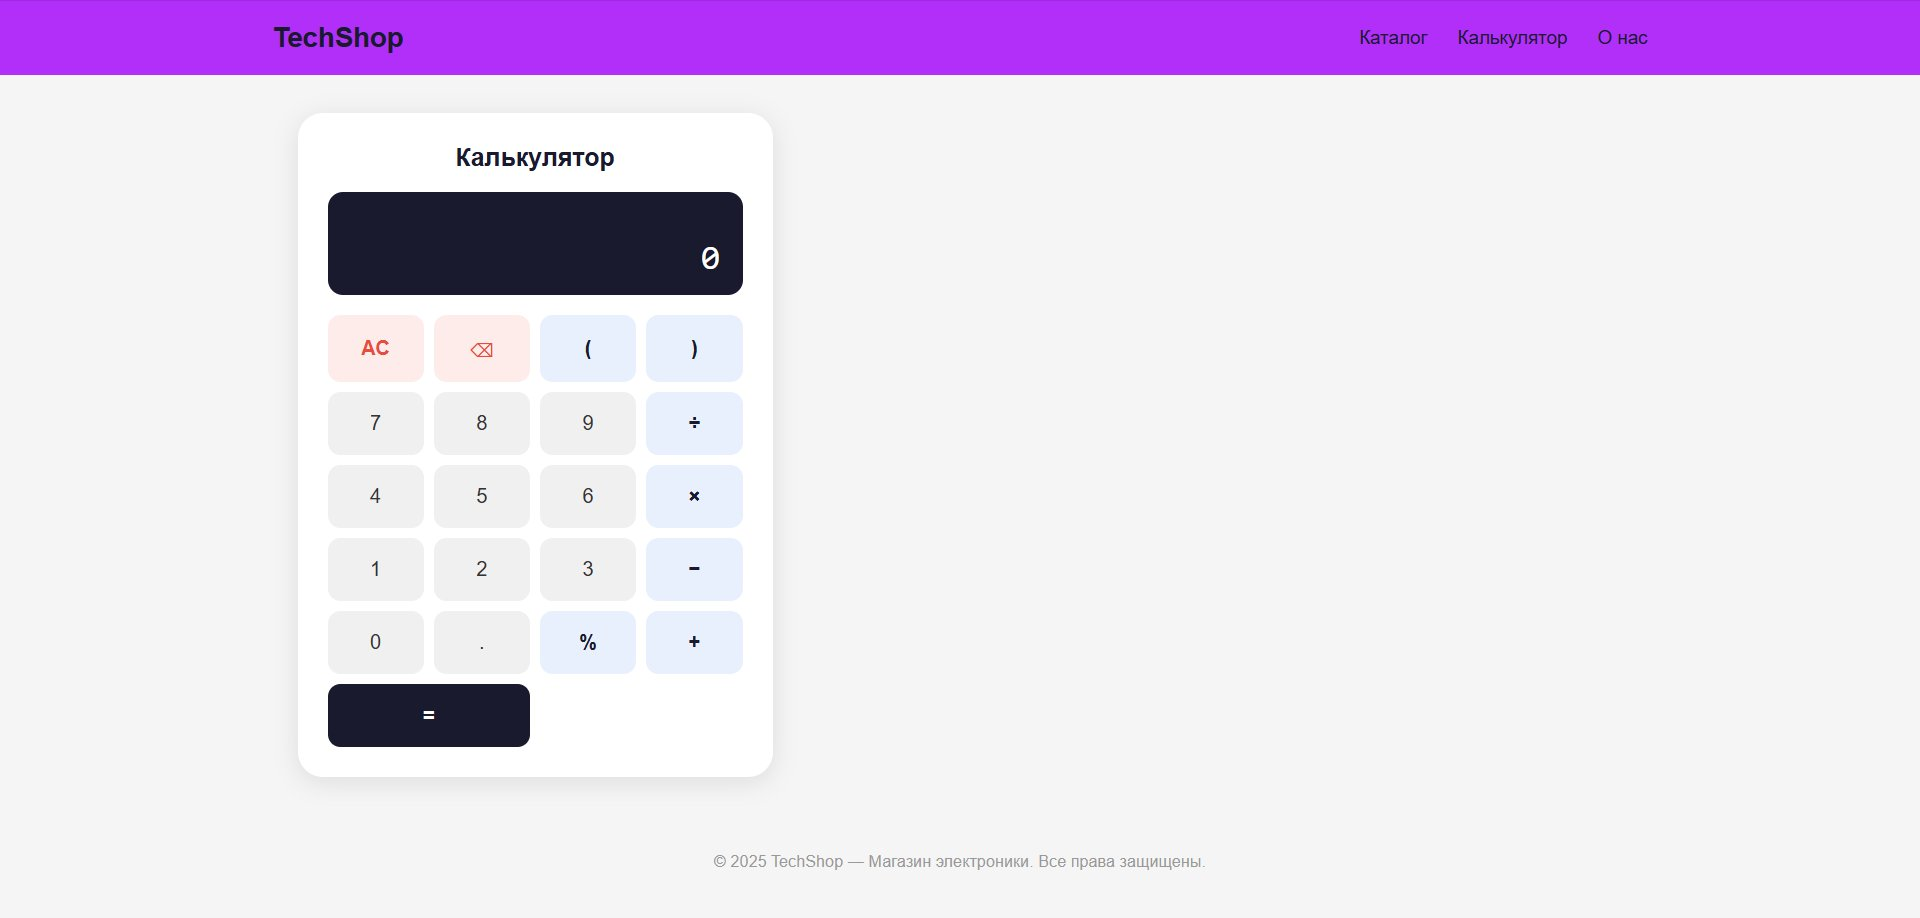 TechShop
Каталог Калькулятор О нас
Калькулятор
0
AC ⌫ ( )
7 8 9 ÷
4 5 6 ×
1 2 3 −
0 . % +
=
© 2025 TechShop — Магазин электроники. Все права защищены.